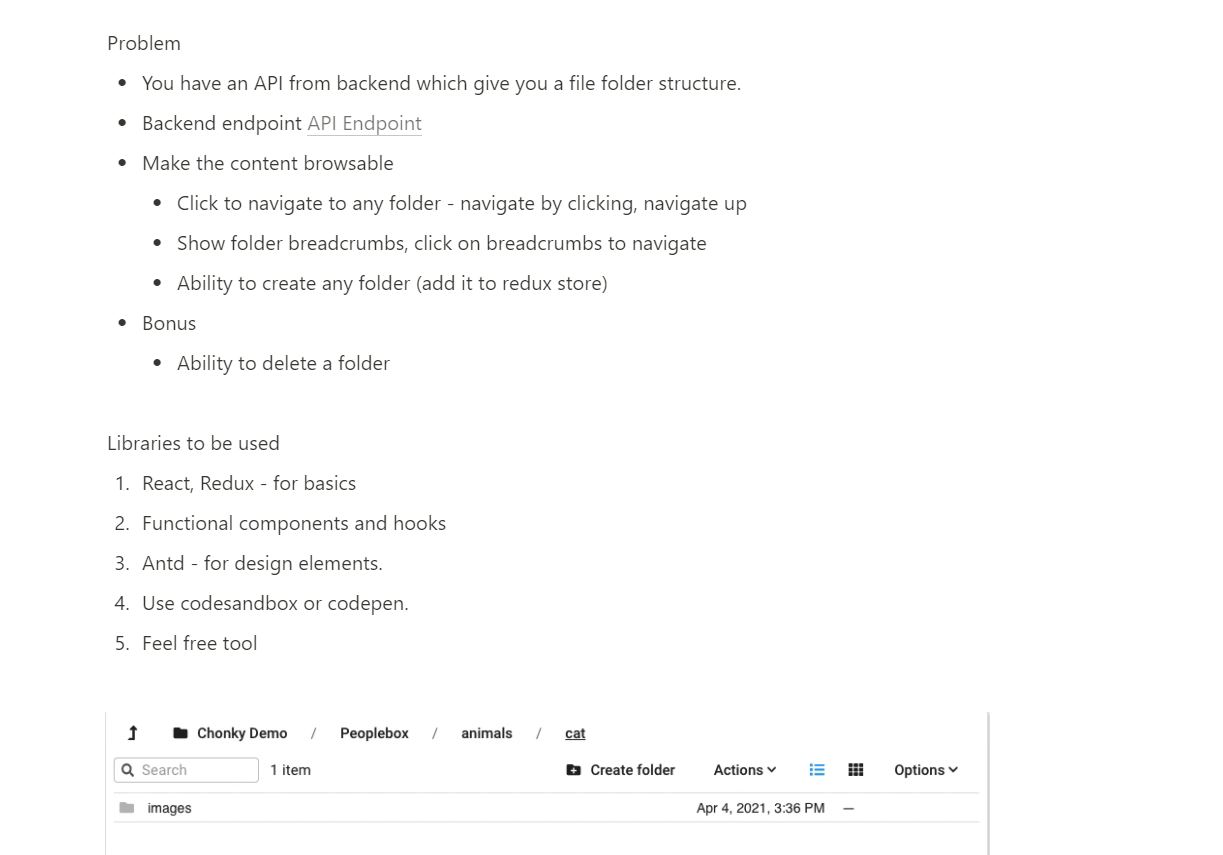 Problem
• You have an API from backend which give you a file folder structure.
• Backend endpoint API Endpoint
• Make the content browsable
• Click to navigate to any folder - navigate by clicking, navigate up
• Show folder breadcrumbs, click on breadcrumbs to navigate
• Ability to create any folder (add it to redux store)
• Bonus
• Ability to delete a folder
Libraries to be used
1. React, Redux - for basics
2. Functional components and hooks
3. Antd - for design elements.
4. Use codesandbox or codepen.
5. Feel free tool
Chonky Demo / Peoplebox / animals / cat
Search 1 item Create folder Actions Options
images Apr 4, 2021, 3:36 PM —